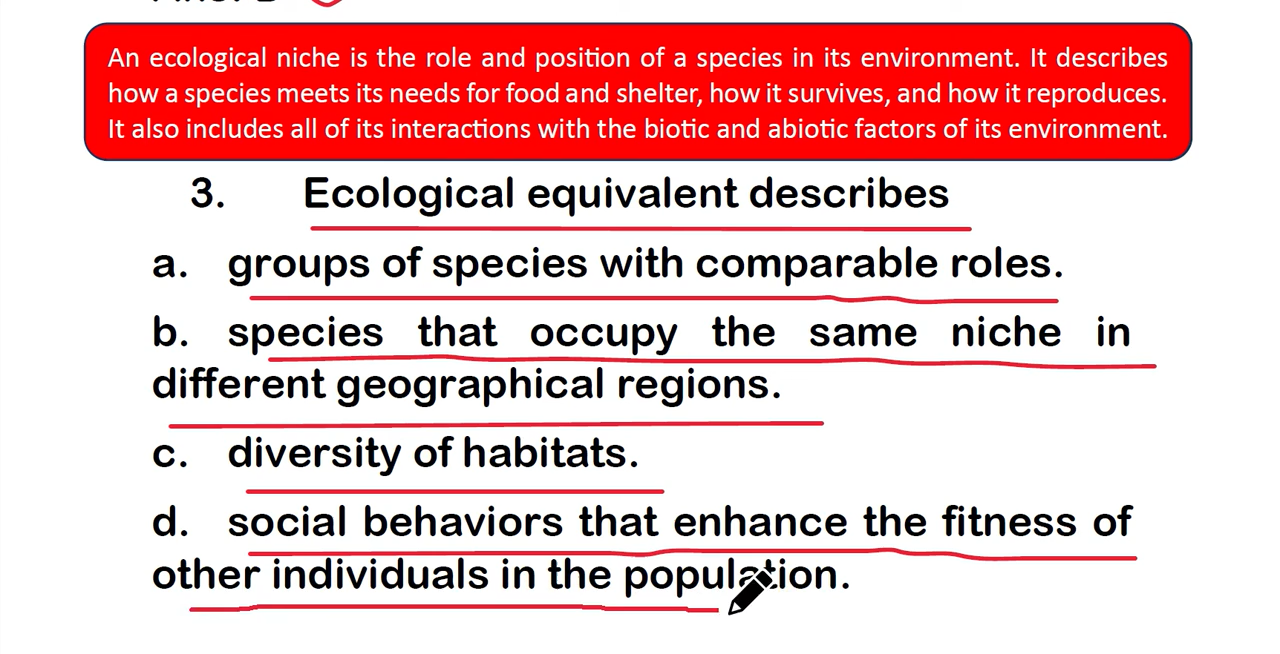 An ecological niche is the role and position of a species in its environment. It describes
how a species meets its needs for food and shelter, how it survives, and how it reproduces.
It also includes all of its interactions with the biotic and abiotic factors of its environment.
3. Ecological equivalent describes
a. groups of species with comparable roles.
b. species that occupy the same niche in
different geographical regions.
c. diversity of habitats.
d. social behaviors that enhance the fitness of
other individuals in the population.